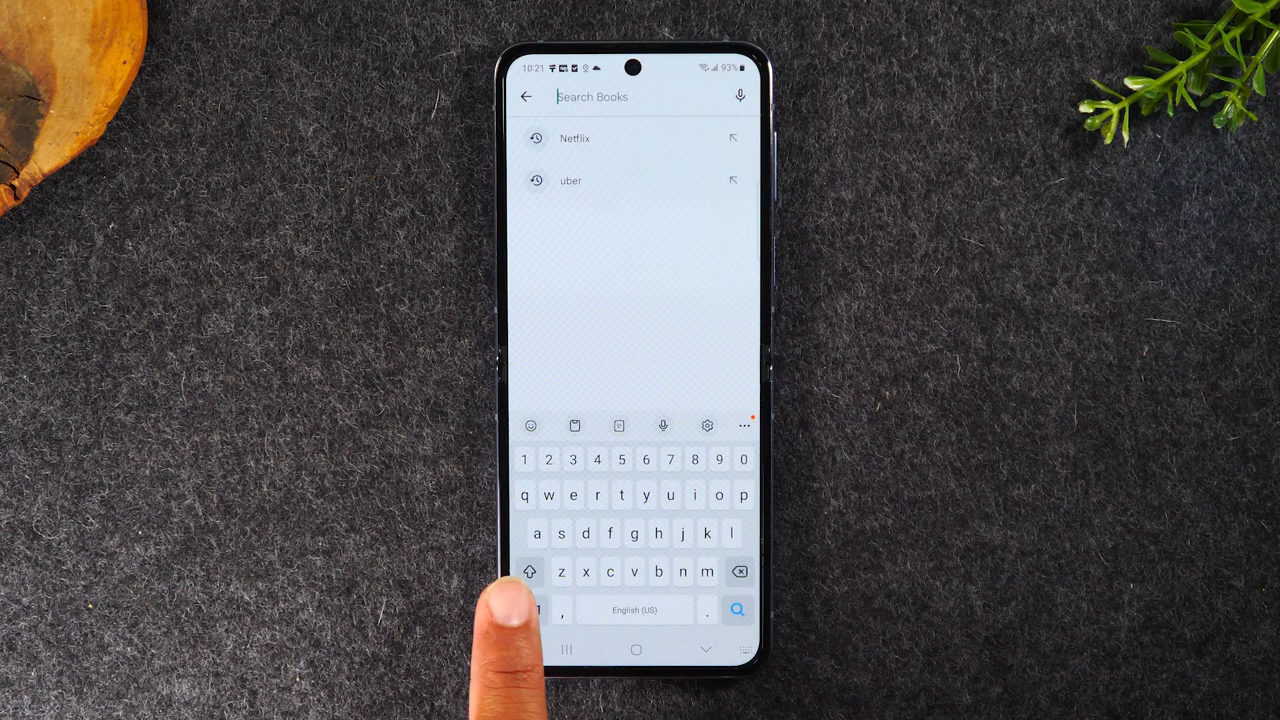 10:21 93%
Search Books
Netflix
uber
1 2 3 4 5 6 7 8 9 0
q w e r t y u i o p
a s d f g h j k l
z x c v b n m
, English (US) .